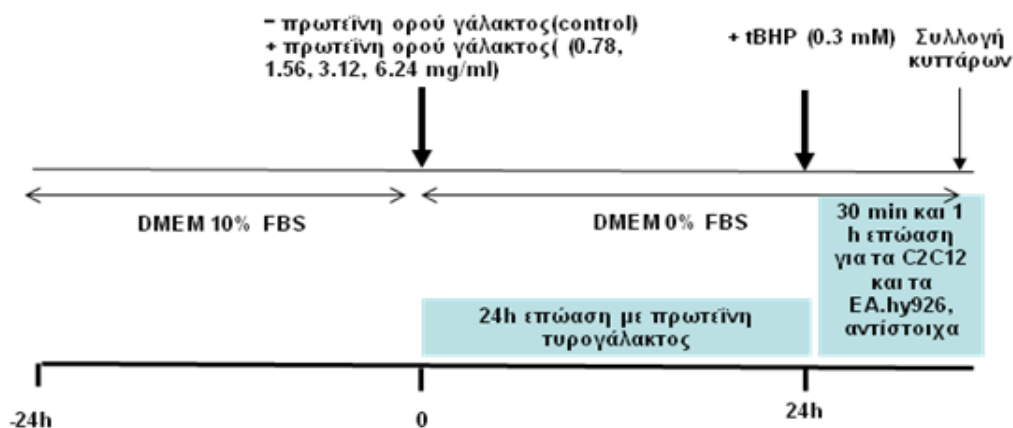 - πρωτεΐνη ορού γάλακτος(control)
+ πρωτεΐνη ορού γάλακτος( (0.78,
1.56, 3.12, 6.24 mg/ml)
+ tBHP (0.3 mM)
Συλλογή
κυττάρων
DMEM 10% FBS
DMEM 0% FBS
30 min και 1
h επώαση
για τα C2C12
και τα
EA.hy926,
αντίστοιχα
24h επώαση με πρωτεΐνη
τυρογάλακτος
-24h
0
24h